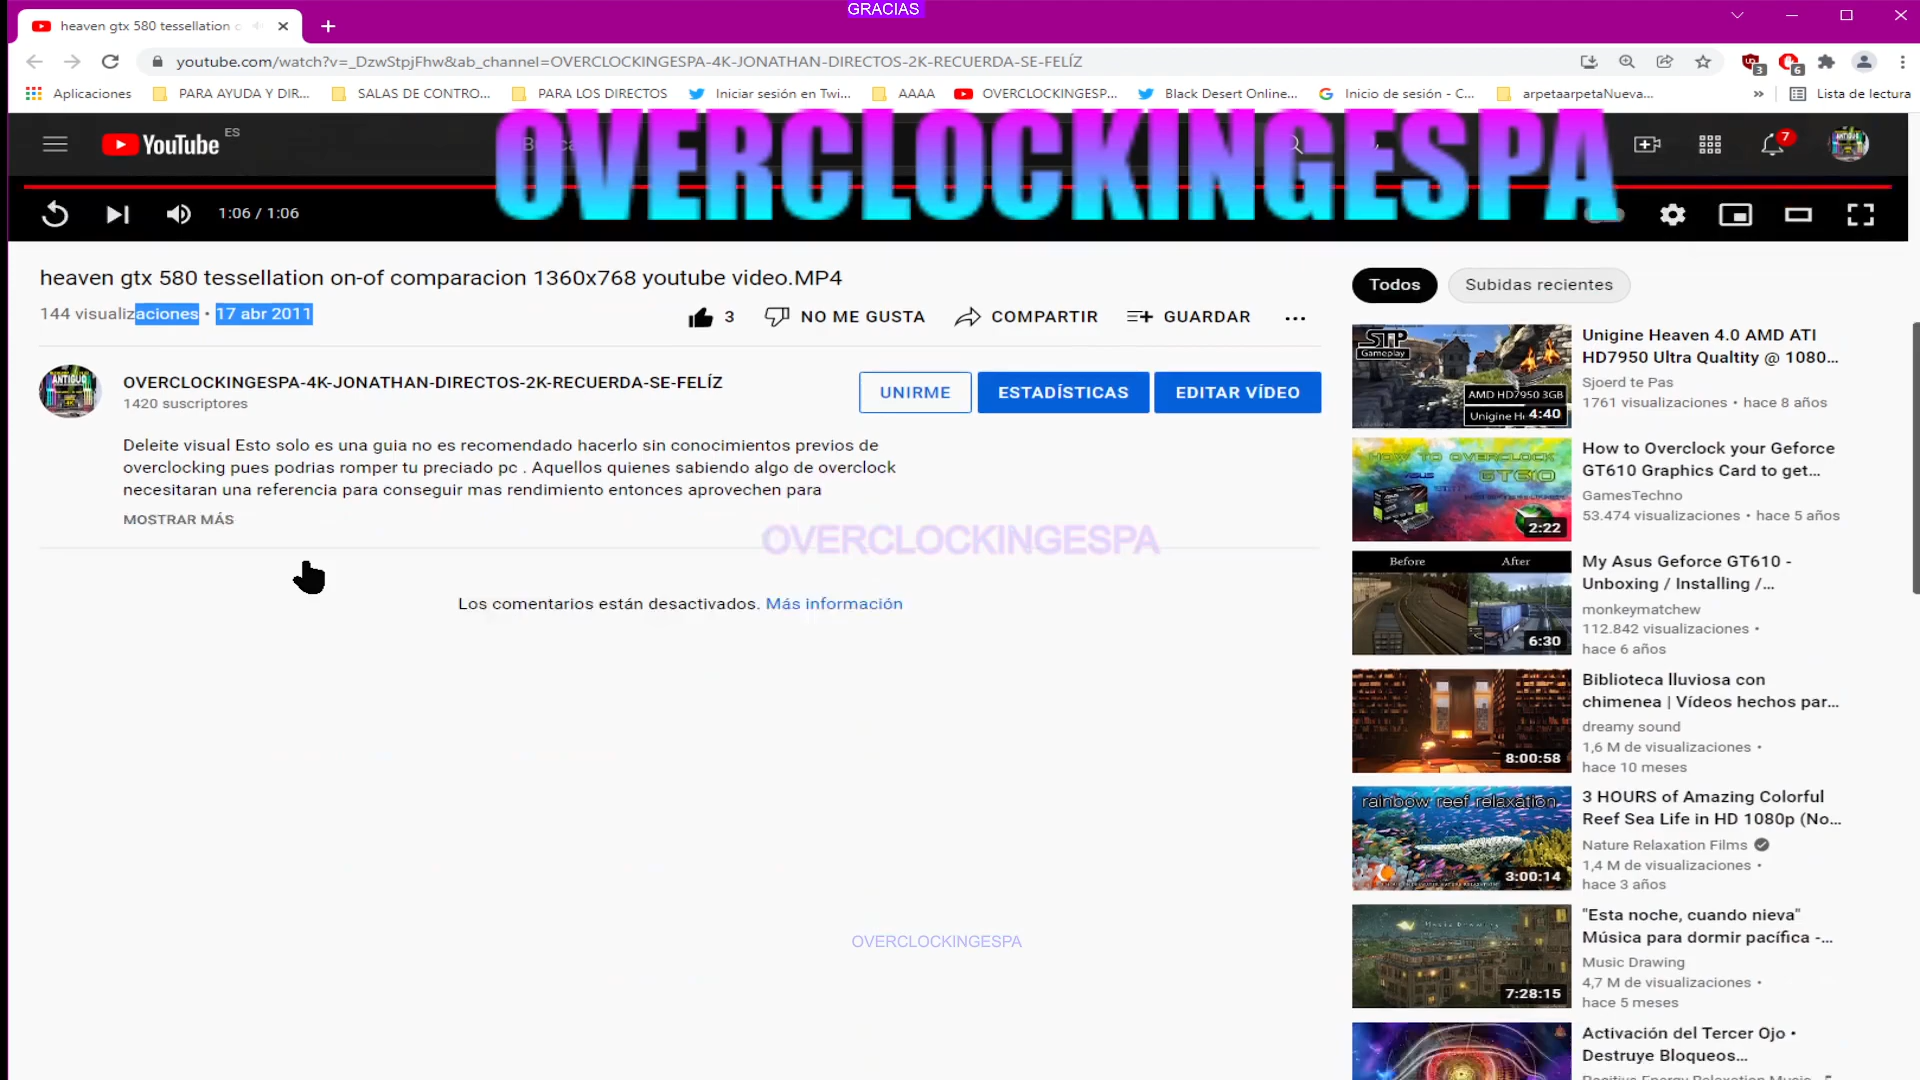 GRACIAS
heaven gtx 580 tessellation
youtube.com/watch?v=_DzwStpjFhw&ab_channel=OVERCLOCKINGESPA-4K-JONATHAN-DIRECTOS-2K-RECUERDA-SE-FELÍZ
3
6
Aplicaciones
PARA AYUDA Y DIR...
SALAS DE CONTRO...
PARA LOS DIRECTOS
Iniciar sesión en Twi...
AAAA
OVERCLOCKINGESP...
Black Desert Online...
Inicio de sesión - C...
arpetaarpetaNueva...
»
Lista de lectura
YouTube ES
OVERCLOCKINGESPA
7
1:06 / 1:06
heaven gtx 580 tessellation on-of comparacion 1360x768 youtube video.MP4
144 visualizaciones • 17 abr 2011
3
NO ME GUSTA
COMPARTIR
GUARDAR
OVERCLOCKINGESPA-4K-JONATHAN-DIRECTOS-2K-RECUERDA-SE-FELÍZ
1420 suscriptores
UNIRME
ESTADÍSTICAS
EDITAR VÍDEO
Deleite visual Esto solo es una guia no es recomendado hacerlo sin conocimientos previos de
overclocking pues podrias romper tu preciado pc . Aquellos quienes sabiendo algo de overclock
necesitaran una referencia para conseguir mas rendimiento entonces aprovechen para
MOSTRAR MÁS
OVERCLOCKINGESPA
Los comentarios están desactivados. Más información
OVERCLOCKINGESPA
Todos
Subidas recientes
STP
Gameplay
AMD HD7950 3GB
4:40
Unigine Heaven 4.0 AMD ATI
HD7950 Ultra Qualtity @ 1080...
Sjoerd te Pas
1761 visualizaciones • hace 8 años
HOW TO OVERCLOCK
GT610
2:22
How to Overclock your Geforce
GT610 Graphics Card to get...
GamesTechno
53.474 visualizaciones • hace 5 años
Before
After
6:30
My Asus Geforce GT610 -
Unboxing / Installing /...
monkeymatchew
112.842 visualizaciones •
hace 6 años
8:00:58
Biblioteca lluviosa con
chimenea | Vídeos hechos par...
dreamy sound
1,6 M de visualizaciones •
hace 10 meses
rainbow reef relaxation
3:00:14
3 HOURS of Amazing Colorful
Reef Sea Life in HD 1080p (No...
Nature Relaxation Films
1,4 M de visualizaciones •
hace 3 años
Music Drawing
7:28:15
"Esta noche, cuando nieva"
Música para dormir pacífica -...
Music Drawing
4,7 M de visualizaciones •
hace 5 meses
Activación del Tercer Ojo •
Destruye Bloqueos...